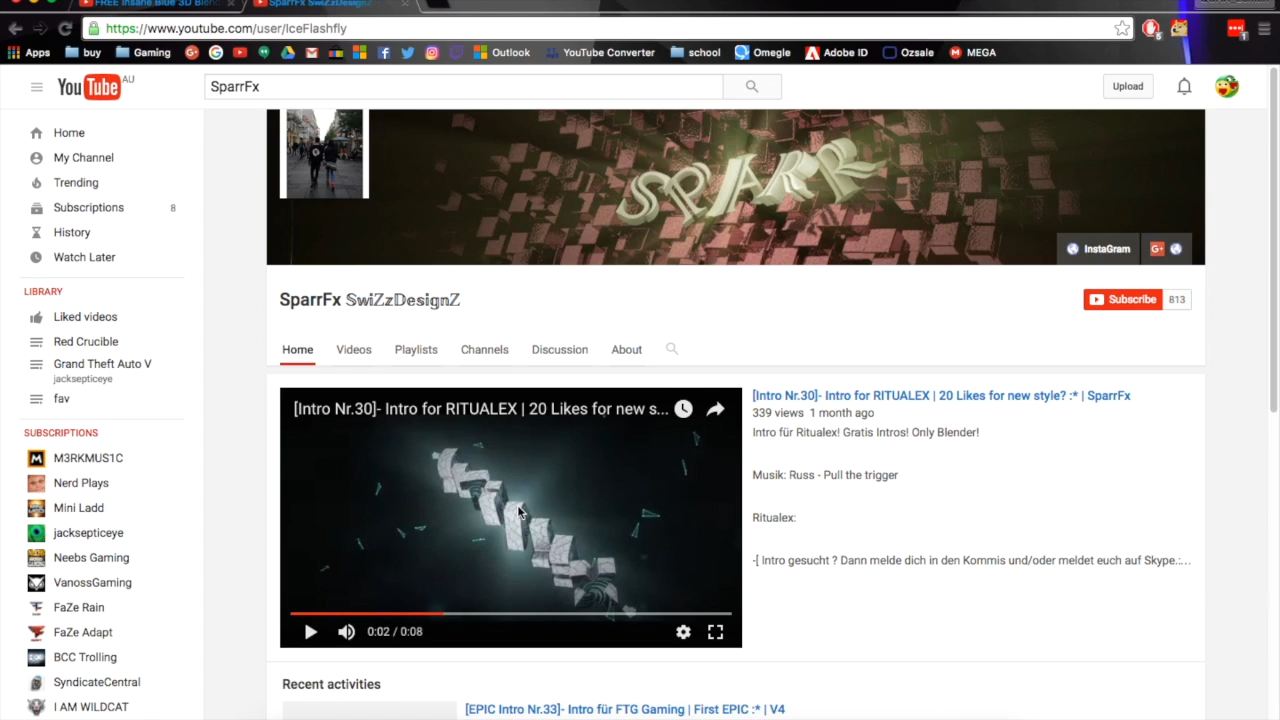 FREE Insane Blue 3D Blen
SparrFx SwiZzDesignZ
https://www.youtube.com/user/IceFlashfly
Apps
buy
Gaming
Outlook
YouTube Converter
school
Omegle
Adobe ID
Ozsale
MEGA
YouTube AU
SparrFx
Upload
Home
My Channel
Trending
Subscriptions 8
History
Watch Later
LIBRARY
Liked videos
Red Crucible
Grand Theft Auto V
jacksepticeye
fav
SUBSCRIPTIONS
M3RKMUS1C
Nerd Plays
Mini Ladd
jacksepticeye
Neebs Gaming
VanossGaming
FaZe Rain
FaZe Adapt
BCC Trolling
SyndicateCentral
I AM WILDCAT
SPARR
InstaGram
G+
SparrFx 𝕊𝕨𝕚ℤ𝕫𝔻𝕖𝕤𝕚𝕘𝕟ℤ
Subscribe 813
Home Videos Playlists Channels Discussion About
[Intro Nr.30]- Intro for RITUALEX | 20 Likes for new s...
0:02 / 0:08
[Intro Nr.30]- Intro for RITUALEX | 20 Likes for new style? :* | SparrFx
339 views 1 month ago
Intro für Ritualex! Gratis Intros! Only Blender!
Musik: Russ - Pull the trigger
Ritualex:
-[ Intro gesucht ? Dann melde dich in den Kommis und/oder meldet euch auf Skype.:...
Recent activities
[EPIC Intro Nr.33]- Intro für FTG Gaming | First EPIC :* | V4